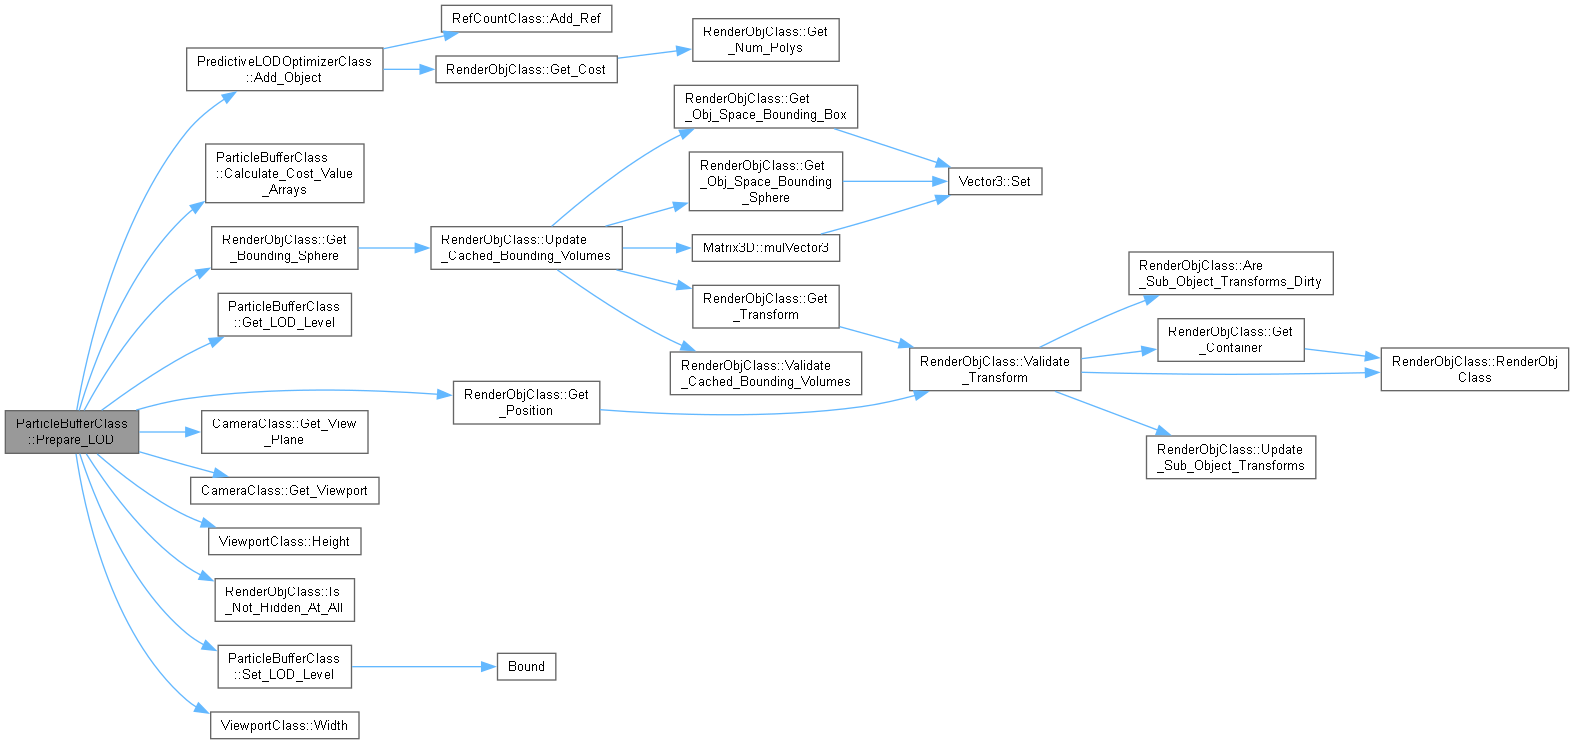 ParticleBufferClass
::Prepare_LOD
PredictiveLODOptimizerClass
::Add_Object
RefCountClass::Add_Ref
RenderObjClass::Get_Cost
RenderObjClass::Get
_Num_Polys
ParticleBufferClass
::Calculate_Cost_Value
_Arrays
RenderObjClass::Get
_Bounding_Sphere
RenderObjClass::Update
_Cached_Bounding_Volumes
RenderObjClass::Get
_Obj_Space_Bounding_Box
RenderObjClass::Get
_Obj_Space_Bounding
_Sphere
Matrix3D::mulVector3
Vector3::Set
RenderObjClass::Get
_Transform
RenderObjClass::Validate
_Cached_Bounding_Volumes
RenderObjClass::Validate
_Transform
RenderObjClass::Are
_Sub_Object_Transforms_Dirty
RenderObjClass::Get
_Container
RenderObjClass::RenderObj
Class
RenderObjClass::Update
_Sub_Object_Transforms
ParticleBufferClass
::Get_LOD_Level
RenderObjClass::Get
_Position
CameraClass::Get_View
_Plane
CameraClass::Get_Viewport
ViewportClass::Height
RenderObjClass::Is
_Not_Hidden_At_All
ParticleBufferClass
::Set_LOD_Level
Bound
ViewportClass::Width